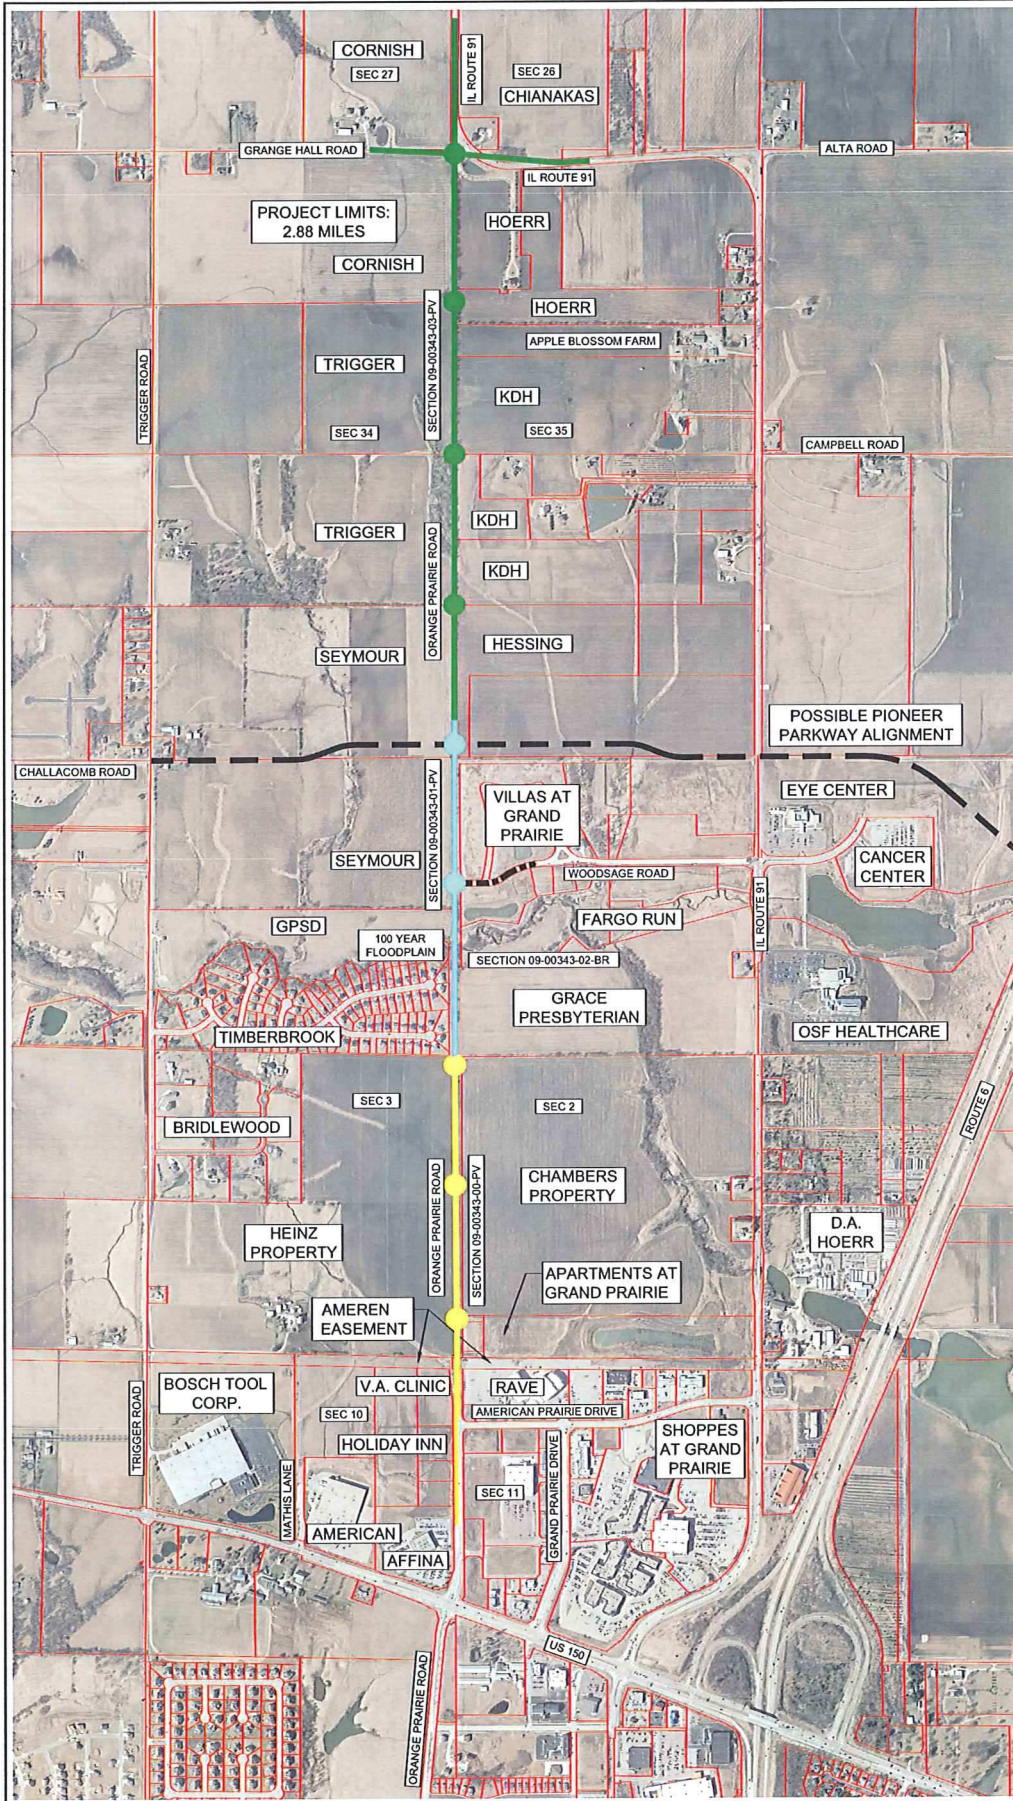 CORNISH
SEC 27
IL ROUTE 91
SEC 26
CHIANAKAS
GRANGE HALL ROAD
ALTA ROAD
IL ROUTE 91
PROJECT LIMITS:
2.88 MILES
HOERR
CORNISH
HOERR
SECTION 09-00343-03-PV
APPLE BLOSSOM FARM
TRIGGER ROAD
TRIGGER
KDH
SEC 34
SEC 35
CAMPBELL ROAD
TRIGGER
KDH
ORANGE PRAIRIE ROAD
KDH
SEYMOUR
HESSING
POSSIBLE PIONEER
PARKWAY ALIGNMENT
CHALLACOMB ROAD
SECTION 09-00343-01-PV
VILLAS AT
GRAND
PRAIRIE
EYE CENTER
SEYMOUR
WOODSAGE ROAD
CANCER
CENTER
IL ROUTE 91
GPSD
FARGO RUN
100 YEAR
FLOODPLAIN
SECTION 09-00343-02-BR
GRACE
PRESBYTERIAN
TIMBERBROOK
OSF HEALTHCARE
SEC 3
SEC 2
ROUTE 6
BRIDLEWOOD
ORANGE PRAIRIE ROAD
SECTION 09-00343-00-PV
CHAMBERS
PROPERTY
HEINZ
PROPERTY
D.A.
HOERR
APARTMENTS AT
GRAND PRAIRIE
AMEREN
EASEMENT
TRIGGER ROAD
BOSCH TOOL
CORP.
V.A. CLINIC
RAVE
SEC 10
AMERICAN PRAIRIE DRIVE
HOLIDAY INN
SHOPPES
AT GRAND
PRAIRIE
MATHIS LANE
SEC 11
GRAND PRAIRIE DRIVE
AMERICAN
AFFINA
US 150
ORANGE PRAIRIE ROAD